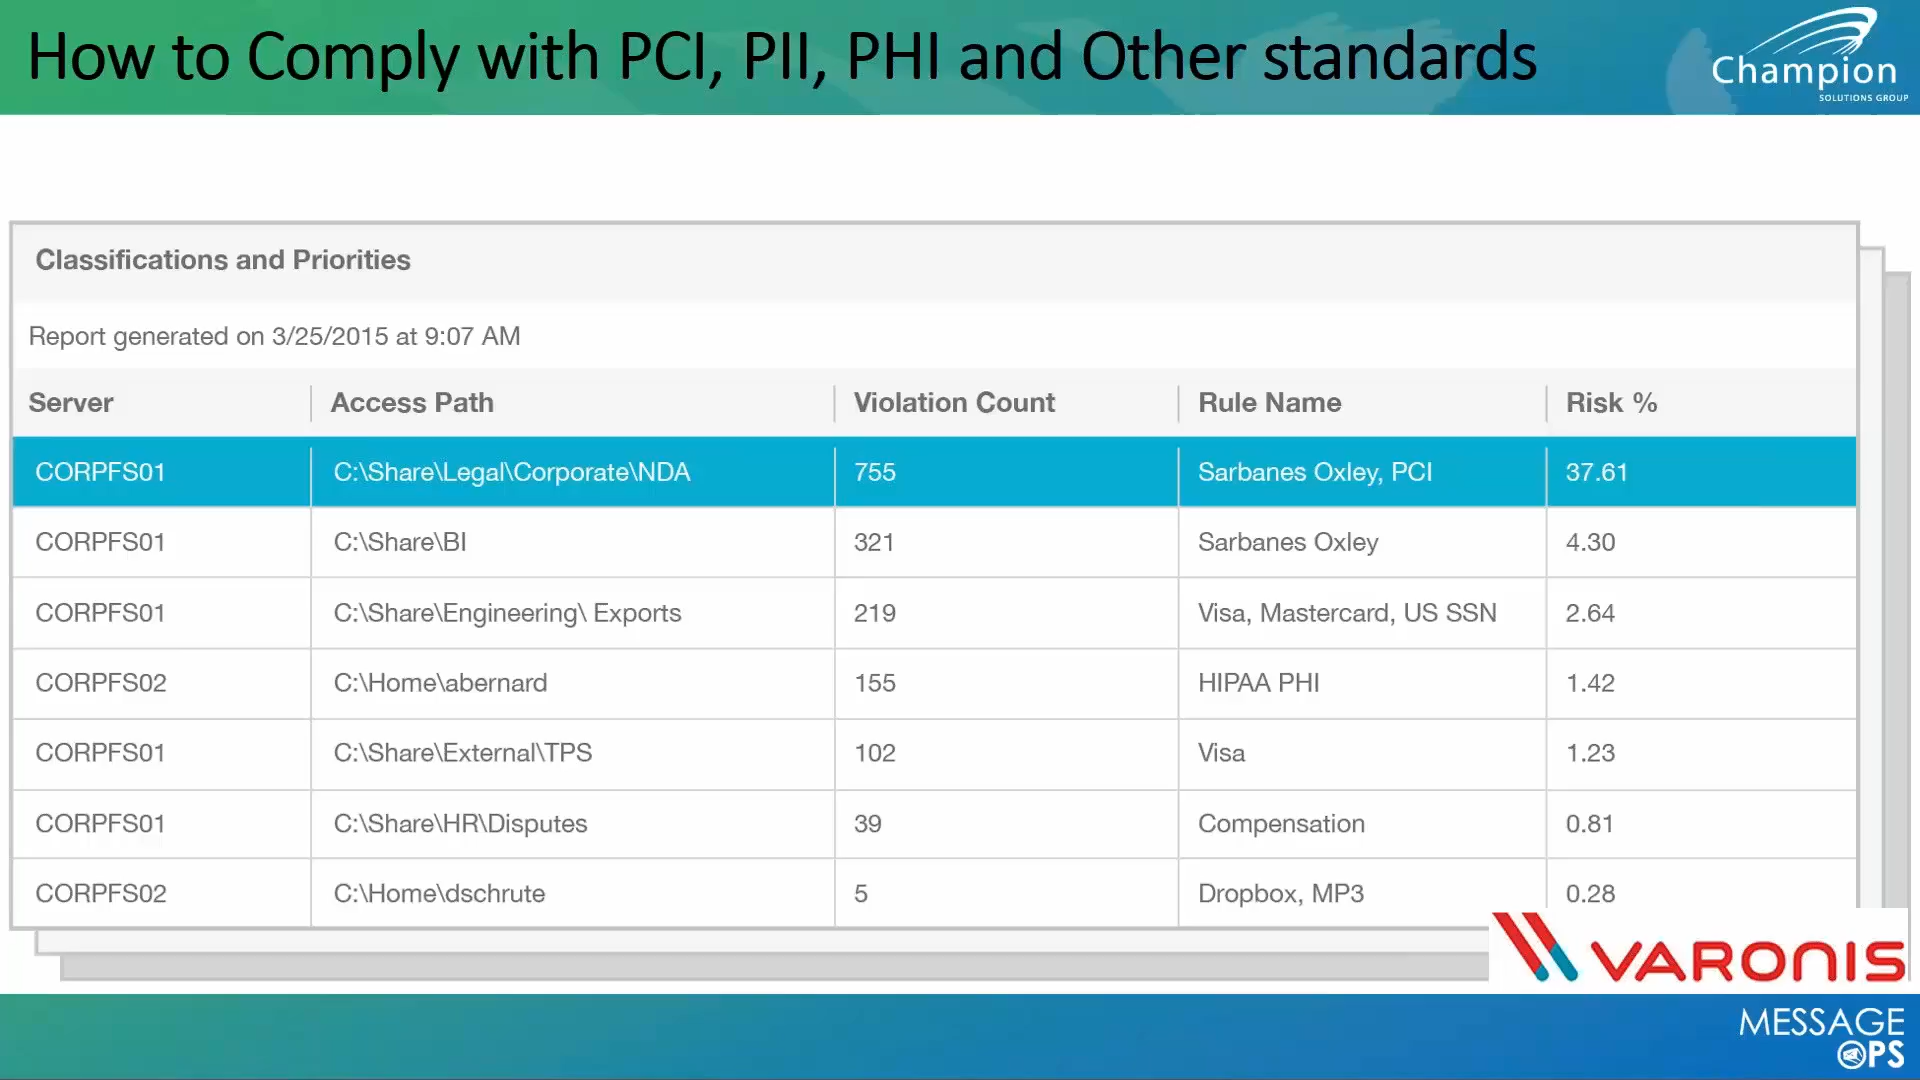 How to Comply with PCI, PII, PHI and Other standards
Champion
SOLUTIONS GROUP
Classifications and Priorities
Report generated on 3/25/2015 at 9:07 AM
Server Access Path Violation Count Rule Name Risk %
CORPFS01 C:\Share\Legal\Corporate\NDA 755 Sarbanes Oxley, PCI 37.61
CORPFS01 C:\Share\BI 321 Sarbanes Oxley 4.30
CORPFS01 C:\Share\Engineering\ Exports 219 Visa, Mastercard, US SSN 2.64
CORPFS02 C:\Home\abernard 155 HIPAA PHI 1.42
CORPFS01 C:\Share\External\TPS 102 Visa 1.23
CORPFS01 C:\Share\HR\Disputes 39 Compensation 0.81
CORPFS02 C:\Home\dschrute 5 Dropbox, MP3 0.28
VARONIS
MESSAGE
OPS